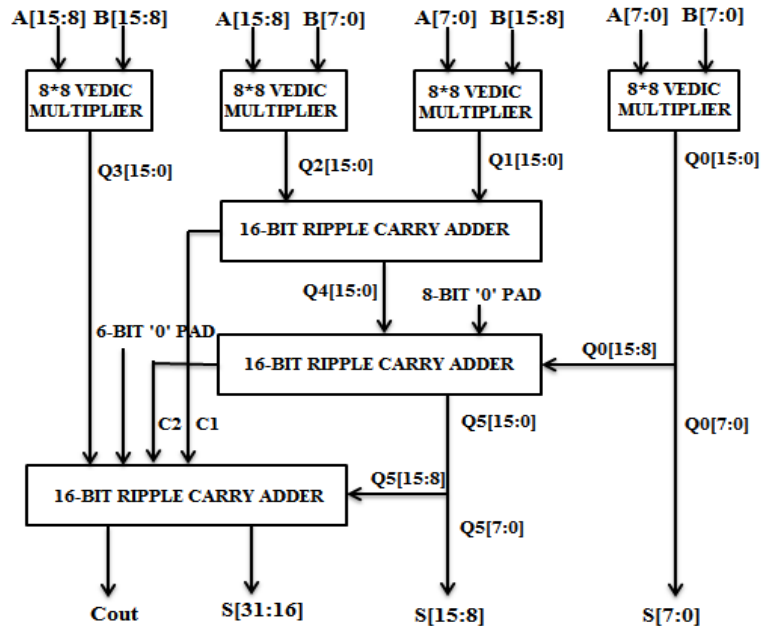 A[15:8] B[15:8] A[15:8] B[7:0] A[7:0] B[15:8] A[7:0] B[7:0]
8*8 VEDIC
MULTIPLIER
8*8 VEDIC
MULTIPLIER
8*8 VEDIC
MULTIPLIER
8*8 VEDIC
MULTIPLIER
Q3[15:0]
Q2[15:0]
Q1[15:0]
Q0[15:0]
16-BIT RIPPLE CARRY ADDER
Q4[15:0]
8-BIT '0' PAD
6-BIT '0' PAD
16-BIT RIPPLE CARRY ADDER
Q0[15:8]
C2
C1
Q5[15:0]
Q0[7:0]
16-BIT RIPPLE CARRY ADDER
Q5[15:8]
Q5[7:0]
Cout
S[31:16]
S[15:8]
S[7:0]